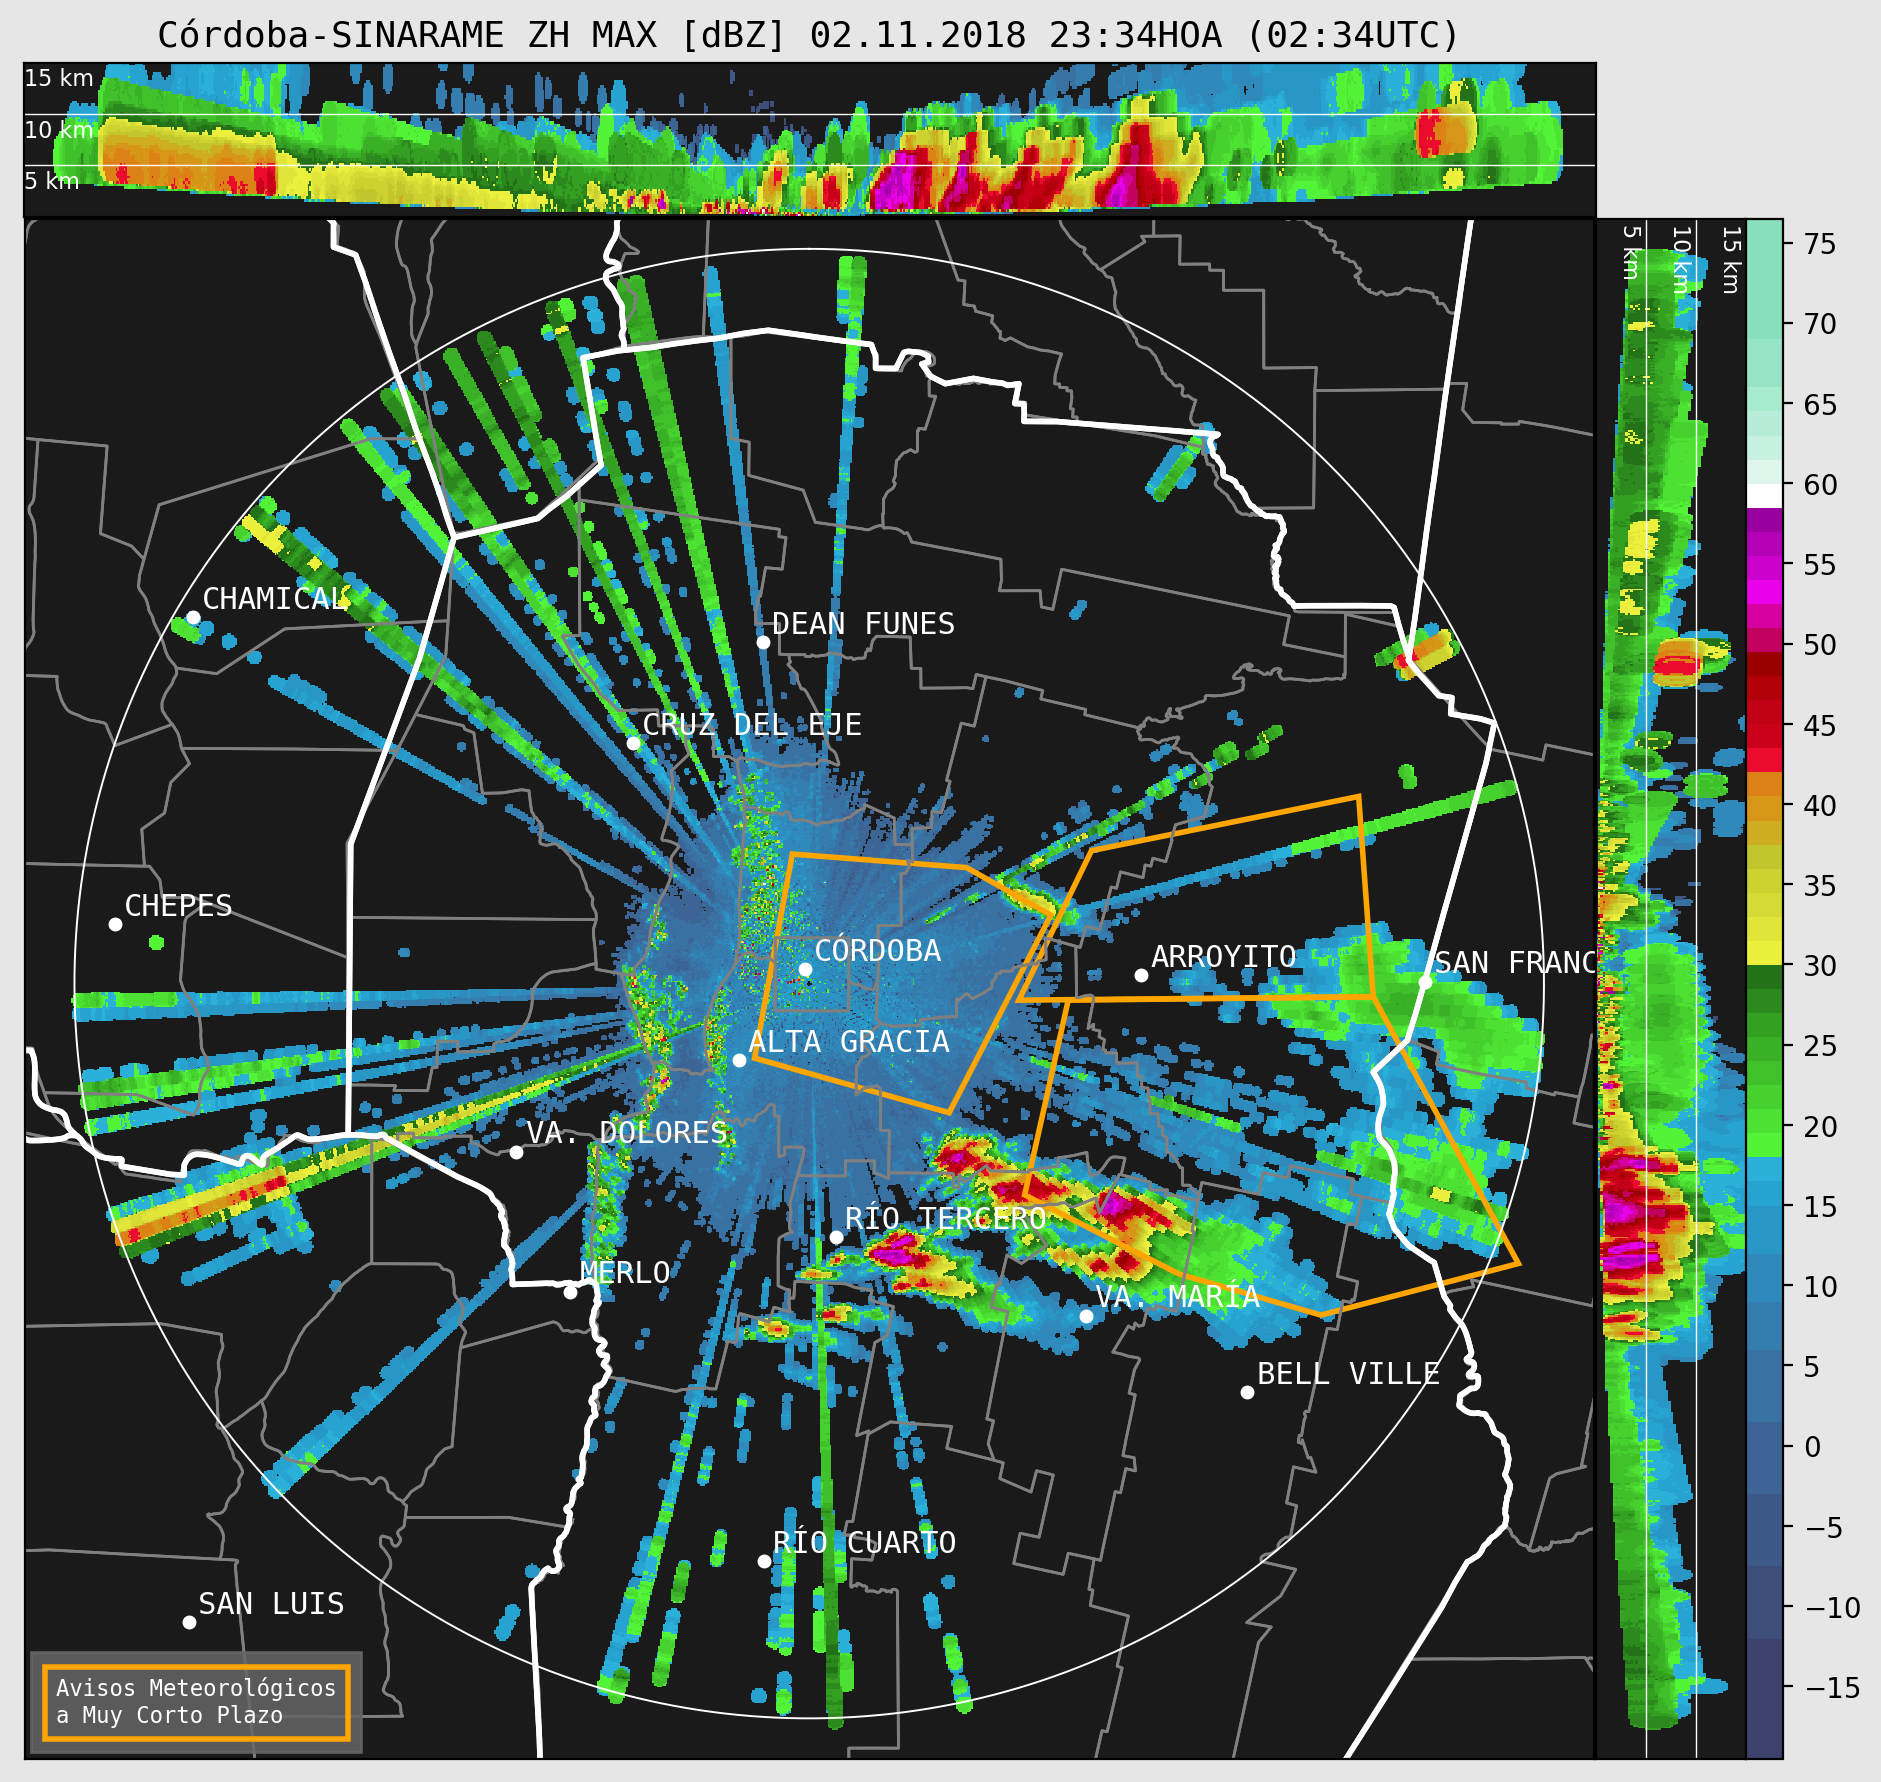 Córdoba-SINARAME ZH MAX [dBZ] 02.11.2018 23:34HOA (02:34UTC)
15 km
10 km
5 km
5 km
10 km
15 km
75
70
65
60
55
50
45
40
35
30
25
20
15
10
5
0
−5
−10
−15
CHAMICAL
DEAN FUNES
CRUZ DEL EJE
CHEPES
CÓRDOBA
ARROYITO
SAN FRANC
ALTA GRACIA
VA. DOLORES
RÍO TERCERO
MERLO
VA. MARÍA
BELL VILLE
RÍO CUARTO
SAN LUIS
Avisos Meteorológicos
a Muy Corto Plazo